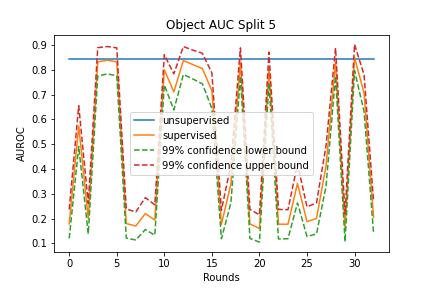 Object AUC Split 5
0.9
0.8
0.7
0.6
0.5
0.4
0.3
0.2
0.1
AUROC
unsupervised
supervised
99% confidence lower bound
99% confidence upper bound
0 5 10 15 20 25 30
Rounds